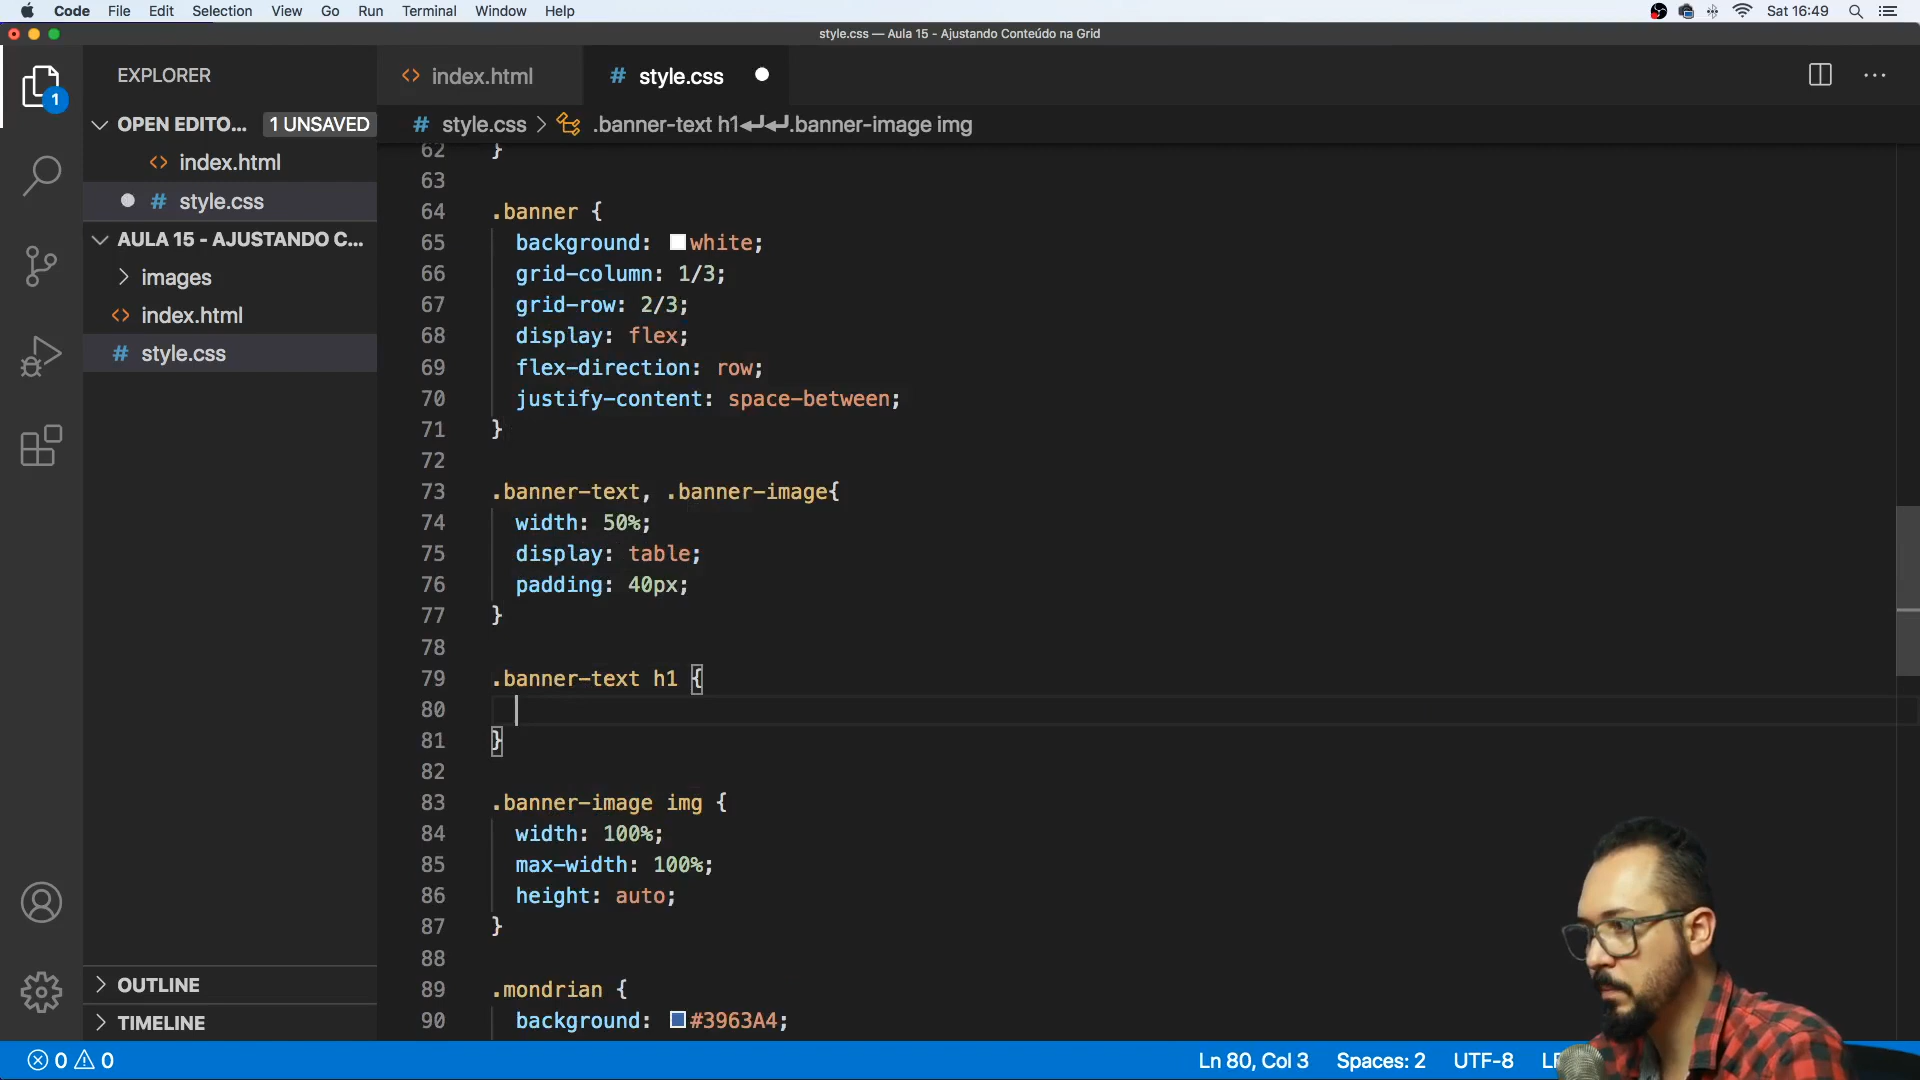 Code File Edit Selection View Go Run Terminal Window Help Sat 16:49
style.css — Aula 15 - Ajustando Conteúdo na Grid
EXPLORER
index.html
style.css
1
OPEN EDITO... 1 UNSAVED
index.html
style.css
AULA 15 - AJUSTANDO C...
images
index.html
style.css
OUTLINE
TIMELINE
style.css > .banner-text h1↵↵.banner-image img
62 }
63
64 .banner {
65 background: white;
66 grid-column: 1/3;
67 grid-row: 2/3;
68 display: flex;
69 flex-direction: row;
70 justify-content: space-between;
71 }
72
73 .banner-text, .banner-image{
74 width: 50%;
75 display: table;
76 padding: 40px;
77 }
78
79 .banner-text h1 {
80
81 }
82
83 .banner-image img {
84 width: 100%;
85 max-width: 100%;
86 height: auto;
87 }
88
89 .mondrian {
90 background: #3963A4;
0 0 Ln 80, Col 3 Spaces: 2 UTF-8